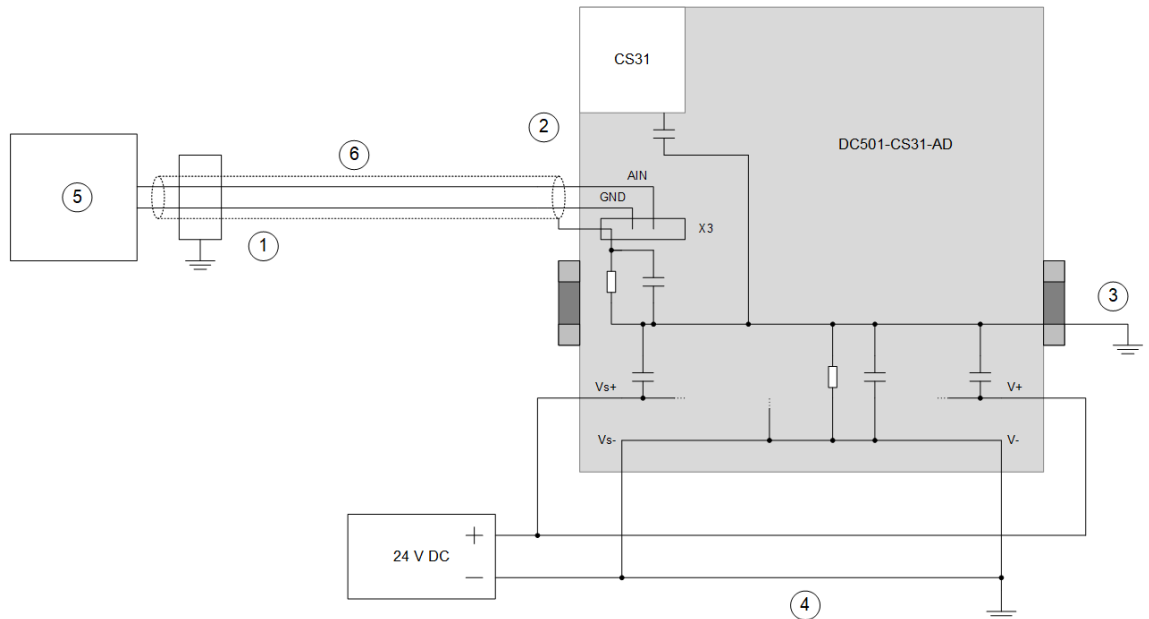 CS31
2
DC501-CS31-AD
6
AIN
5
GND
X3
1
3
Vs+
V+
Vs-
V-
+
24 V DC
−
4